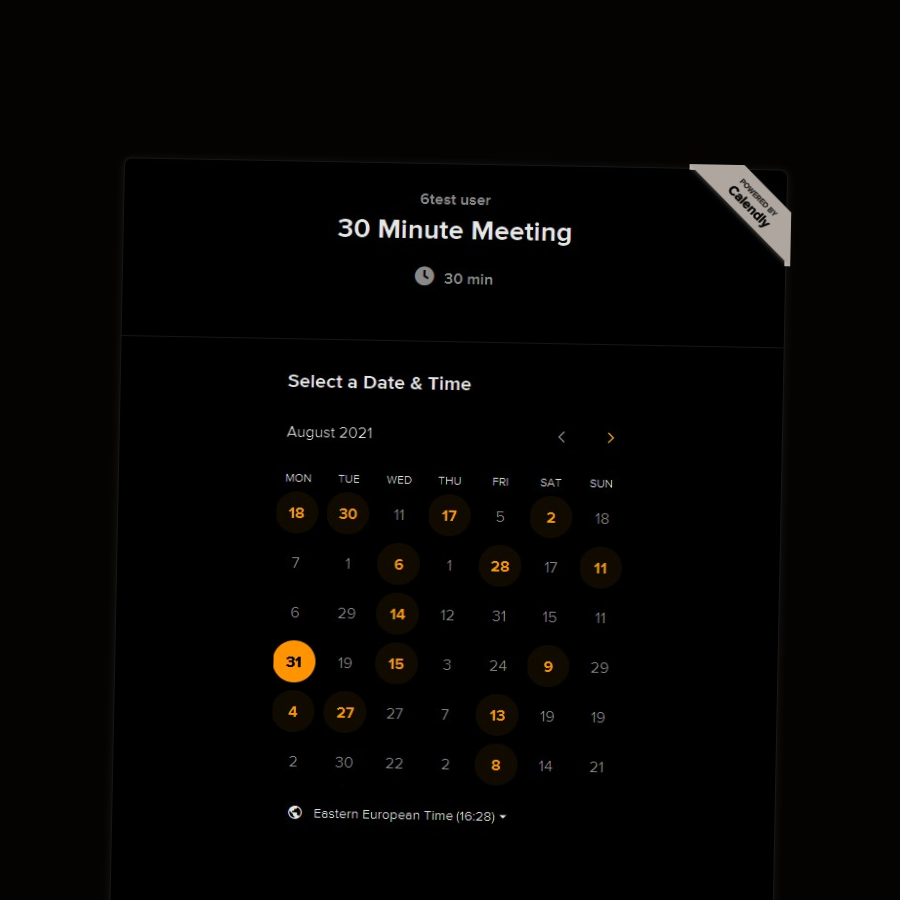 POWERED BY
Calendly
6test user
30 Minute Meeting
30 min
Select a Date & Time
August 2021
MON TUE WED THU FRI SAT SUN
18 30 11 17 5 2 18
7 1 6 1 28 17 11
6 29 14 12 31 15 11
31 19 15 3 24 9 29
4 27 27 7 13 19 19
2 30 22 2 8 14 21
Eastern European Time (16:28)